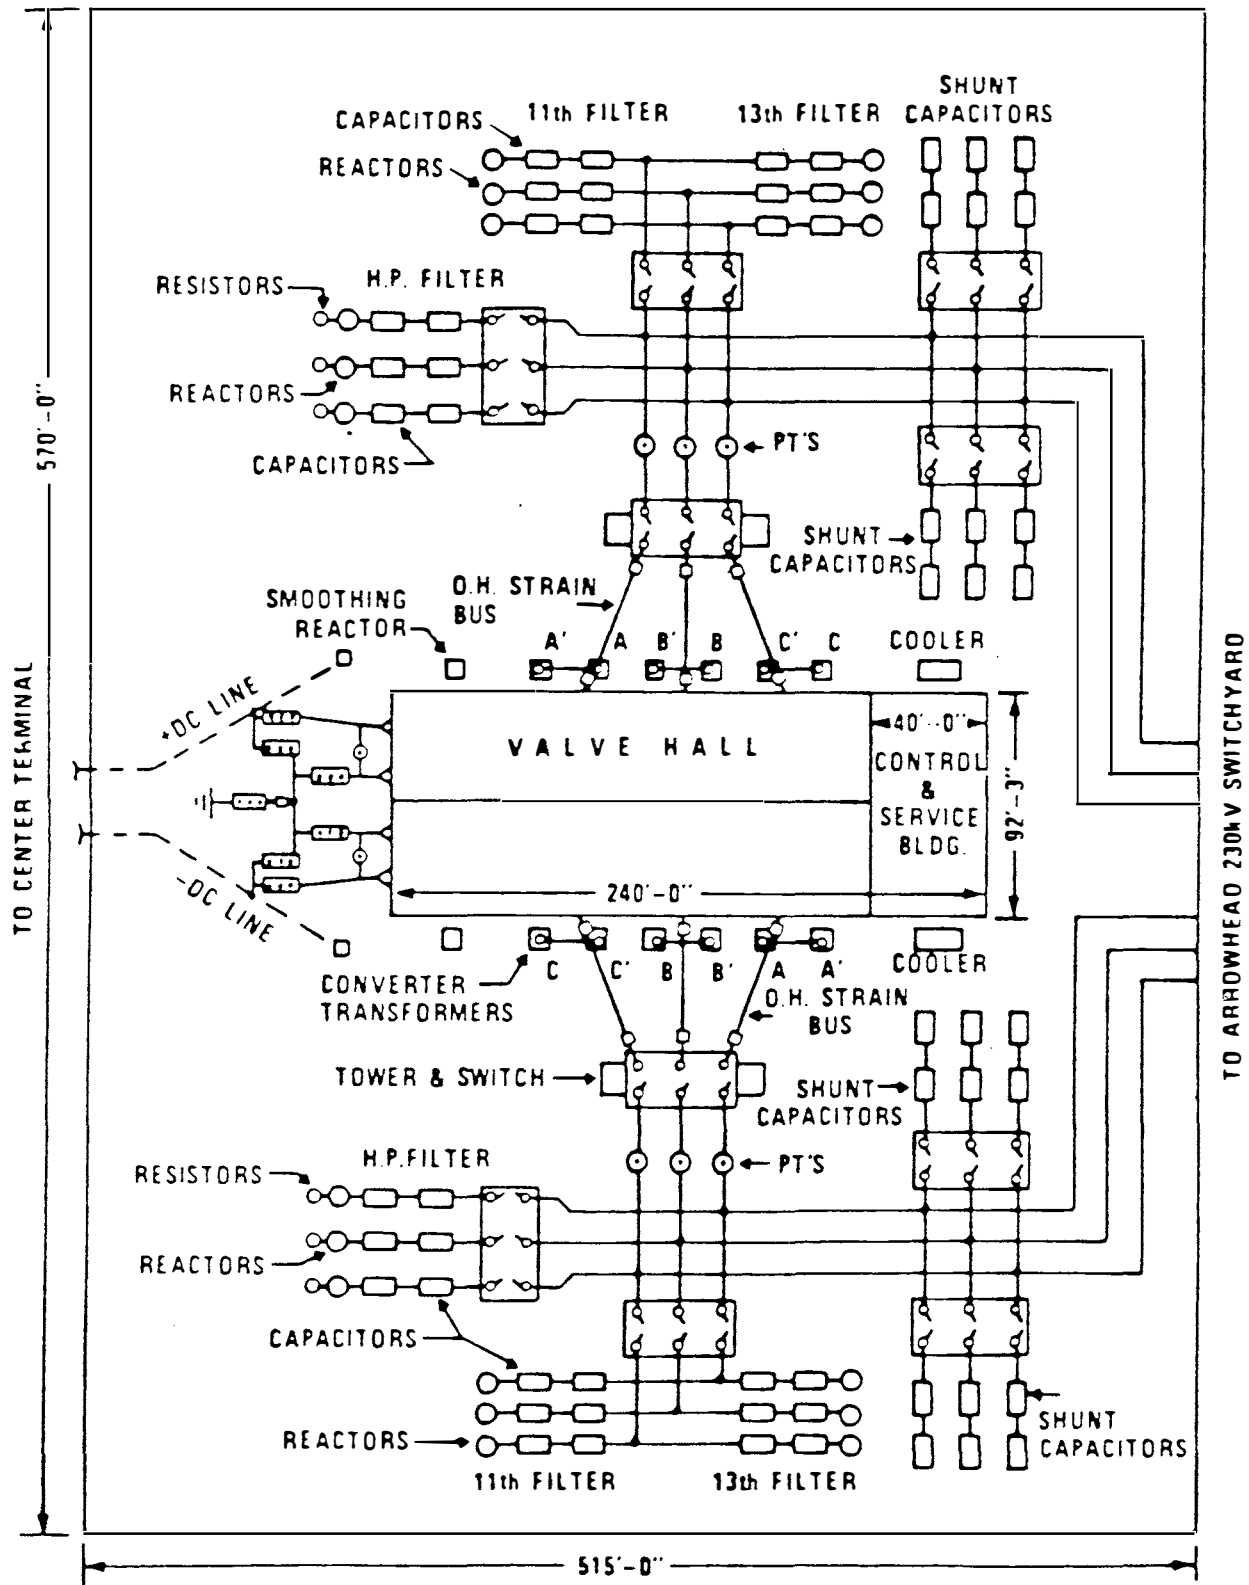 SHUNT
CAPACITORS
11th FILTER
13th FILTER
CAPACITORS
REACTORS
H.P. FILTER
RESISTORS
REACTORS
CAPACITORS
PT'S
SHUNT
CAPACITORS
O.H. STRAIN
BUS
SMOOTHING
REACTOR
A' A B' B C' C
COOLER
570'-0"
TO CENTER TERMINAL
+DC LINE
-DC LINE
VALVE HALL
40'-0"
CONTROL
&
SERVICE
BLDG.
92'-3"
240'-0"
TO ARROWHEAD 230kV SWITCHYARD
C C' B B' A A'
COOLER
CONVERTER
TRANSFORMERS
O.H. STRAIN
BUS
TOWER & SWITCH
SHUNT
CAPACITORS
H.P.FILTER
PT'S
RESISTORS
REACTORS
CAPACITORS
REACTORS
SHUNT
CAPACITORS
11th FILTER
13th FILTER
515'-0"